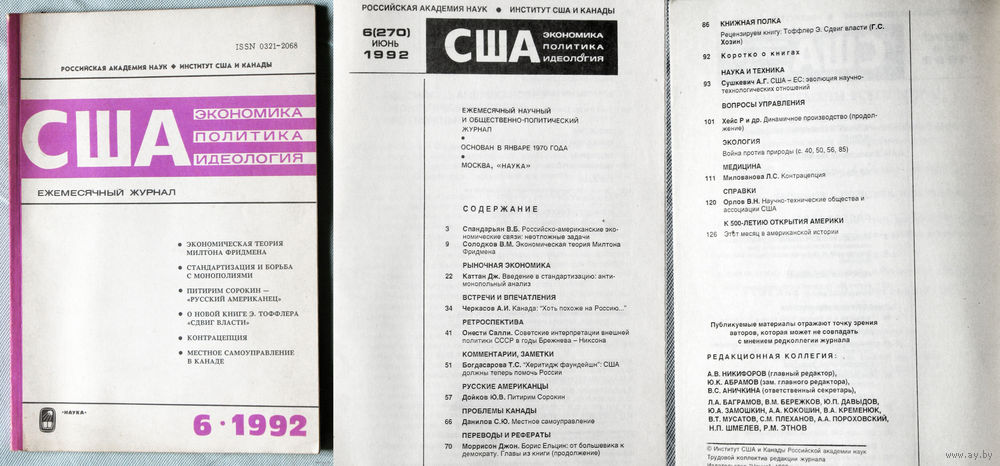 ISSN 0321-2068
РОССИЙСКАЯ АКАДЕМИЯ НАУК ● ИНСТИТУТ США И КАНАДЫ
США
ЭКОНОМИКА
ПОЛИТИКА
ИДЕОЛОГИЯ
ЕЖЕМЕСЯЧНЫЙ ЖУРНАЛ
● ЭКОНОМИЧЕСКАЯ ТЕОРИЯ
МИЛТОНА ФРИДМЕНА
● СТАНДАРТИЗАЦИЯ И БОРЬБА
С МОНОПОЛИЯМИ
● ПИТИРИМ СОРОКИН —
«РУССКИЙ АМЕРИКАНЕЦ»
● О НОВОЙ КНИГЕ Э. ТОФФЛЕРА
«СДВИГ ВЛАСТИ»
● КОНТРАЦЕПЦИЯ
● МЕСТНОЕ САМОУПРАВЛЕНИЕ
В КАНАДЕ
«НАУКА»
6 · 1992
РОССИЙСКАЯ АКАДЕМИЯ НАУК ● ИНСТИТУТ США И КАНАДЫ
6(270)
ИЮНЬ
1992
США
ЭКОНОМИКА
ПОЛИТИКА
ИДЕОЛОГИЯ
ЕЖЕМЕСЯЧНЫЙ НАУЧНЫЙ
И ОБЩЕСТВЕННО-ПОЛИТИЧЕСКИЙ
ЖУРНАЛ
●
ОСНОВАН В ЯНВАРЕ 1970 ГОДА
●
МОСКВА, «НАУКА»
СОДЕРЖАНИЕ
3 Спандарьян В.Б. Российско-американские эко-
номические связи: неотложные задачи
9 Солодков В.М. Экономическая теория Милтона
Фридмена
РЫНОЧНАЯ ЭКОНОМИКА
22 Каттан Дж. Введение в стандартизацию: анти-
монопольный анализ
ВСТРЕЧИ И ВПЕЧАТЛЕНИЯ
34 Черкасов А.И. Канада: "Хоть похоже на Россию..."
РЕТРОСПЕКТИВА
41 Онести Салли. Советские интерпретации внешней
политики СССР в годы Брежнева – Никсона
КОММЕНТАРИИ, ЗАМЕТКИ
51 Богдасарова Т.С. "Херитидж фаундейшн": США
должны теперь помочь России
РУССКИЕ АМЕРИКАНЦЫ
57 Дойков Ю.В. Питирим Сорокин
ПРОБЛЕМЫ КАНАДЫ
66 Данилов С.Ю. Местное самоуправление
ПЕРЕВОДЫ И РЕФЕРАТЫ
70 Моррисон Джон. Борис Ельцин: от большевика к
демократу. Главы из книги (продолжение)
86 КНИЖНАЯ ПОЛКА
Рецензируем книгу: Тоффлер Э. Сдвиг власти (Г.С.
Хозин)
92 Коротко о книгах
НАУКА И ТЕХНИКА
93 Сушкевич А.Г. США – ЕС: эволюция научно-
технологических отношений
ВОПРОСЫ УПРАВЛЕНИЯ
101 Хейс Р и др. Динамичное производство (продол-
жение)
ЭКОЛОГИЯ
Война против природы (с. 40, 50, 56, 85)
МЕДИЦИНА
111 Милованова Л.С. Контрацепция
СПРАВКИ
120 Орлов В.Н. Научно-технические общества и
ассоциации США
К 500-ЛЕТИЮ ОТКРЫТИЯ АМЕРИКИ
126 Этот месяц в американской истории
Публикуемые материалы отражают точку зрения
авторов, которая может не совпадать
с мнением редколлегии журнала
РЕДАКЦИОННАЯ КОЛЛЕГИЯ:
А.В. НИКИФОРОВ (главный редактор),
Ю.К. АБРАМОВ (зам. главного редактора),
В.С. АНИЧКИНА (ответственный секретарь),
Л.А. БАГРАМОВ, В.М. БЕРЕЖКОВ, Ю.П. ДАВЫДОВ,
Ю.А. ЗАМОШКИН, А.А. КОКОШИН, В.А. КРЕМЕНЮК,
В.Т. МУСАТОВ, С.М. ПЛЕХАНОВ, А.А. ПОРОХОВСКИЙ,
Н.П. ШМЕЛЕВ, Р.М. ЭТНОВ
© Институт США и Канады Российской академии наук
Трудовой коллектив редакции журнала
www.ay.by